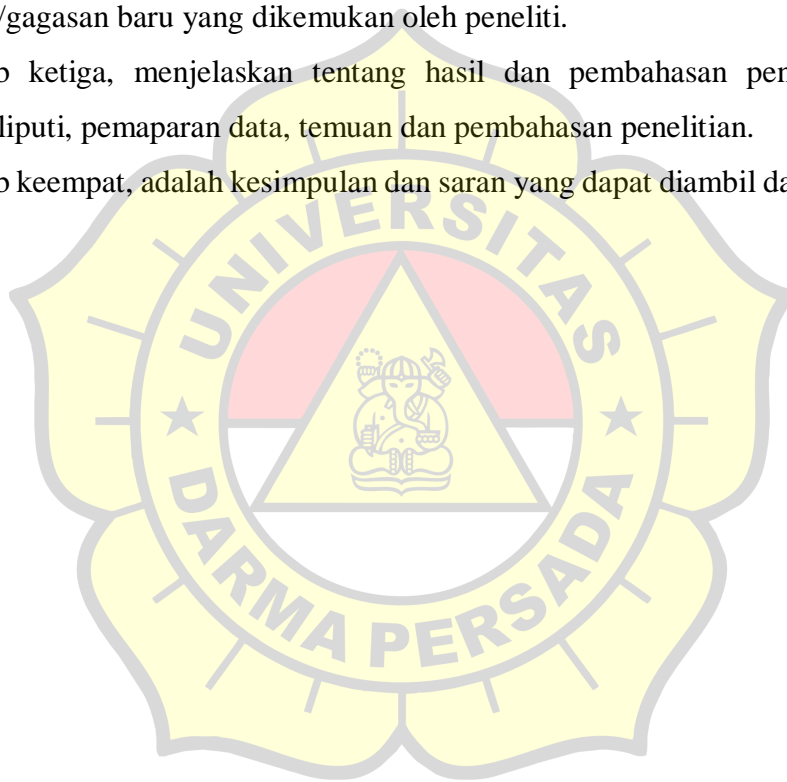 /gagasan baru yang dikemukan oleh peneliti.
b ketiga, menjelaskan tentang hasil dan pembahasan pen
liputi, pemaparan data, temuan dan pembahasan penelitian.
b keempat, adalah kesimpulan dan saran yang dapat diambil da
UNIVERSITAS
DARMA PERSADA